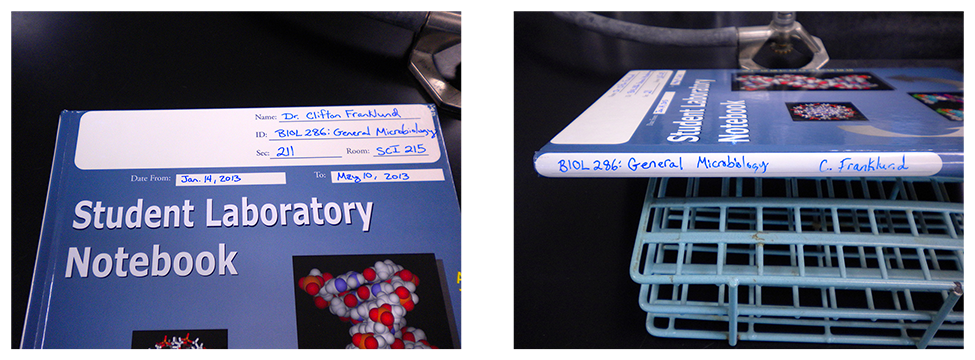 Name: Dr. Clifton Franklund
ID: BIOL 286: General Microbiology
Sec: 211 Room: SCI 215
Date From: Jan. 14, 2013 To: May 10, 2013
Student Laboratory
Notebook
Student Laboratory
Notebook
BIOL 286: General Microbiology C. Franklund